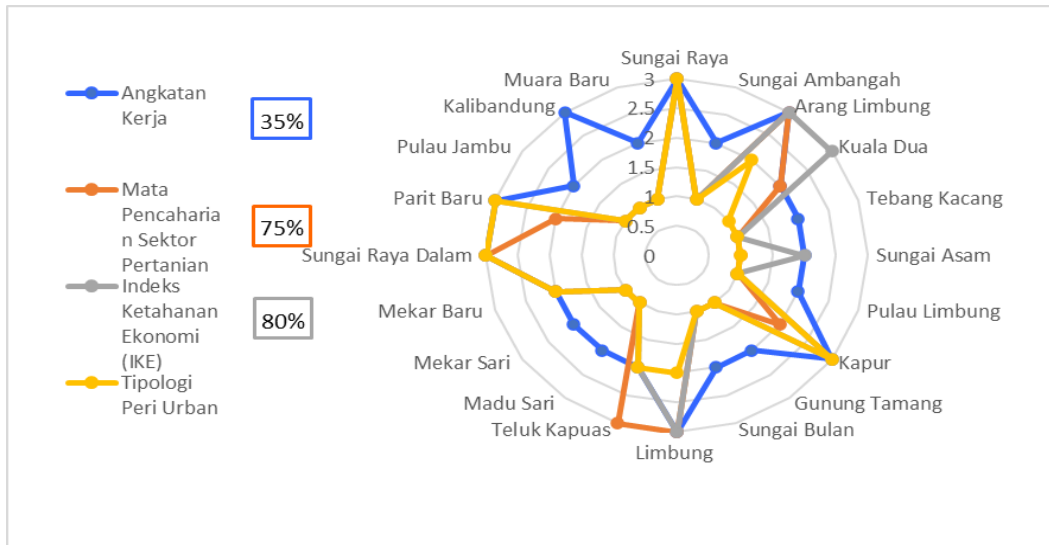 Angkatan
Kerja
35%
Mata
Pencaharia
n Sektor
Pertanian
75%
Indeks
Ketahanan
Ekonomi
(IKE)
80%
Tipologi
Peri Urban
Sungai Raya
Sungai Ambangah
Arang Limbung
Kuala Dua
Tebang Kacang
Sungai Asam
Pulau Limbung
Kapur
Gunung Tamang
Sungai Bulan
Limbung
Teluk Kapuas
Madu Sari
Mekar Sari
Mekar Baru
Sungai Raya Dalam
Parit Baru
Pulau Jambu
Kalibandung
Muara Baru
3
2.5
2
1.5
1
0.5
0